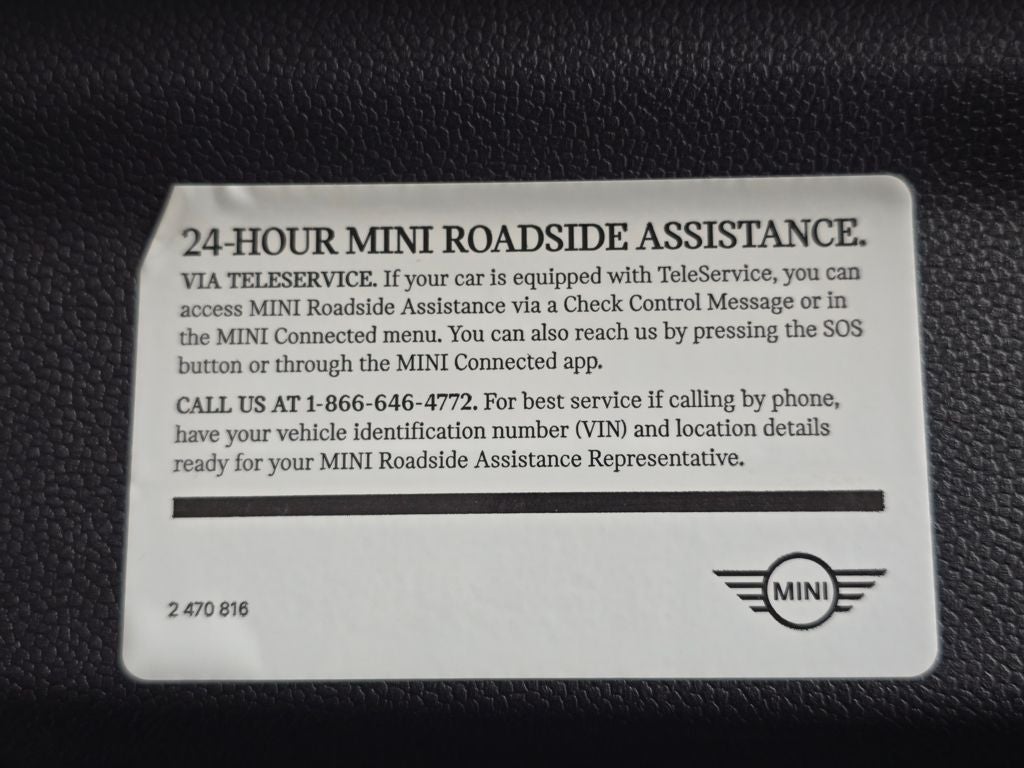 24-HOUR MINI ROADSIDE ASSISTANCE.
VIA TELESERVICE. If your car is equipped with TeleService, you can
access MINI Roadside Assistance via a Check Control Message or in
the MINI Connected menu. You can also reach us by pressing the SOS
button or through the MINI Connected app.
CALL US AT 1-866-646-4772. For best service if calling by phone,
have your vehicle identification number (VIN) and location details
ready for your MINI Roadside Assistance Representative.
MINI
2 470 816